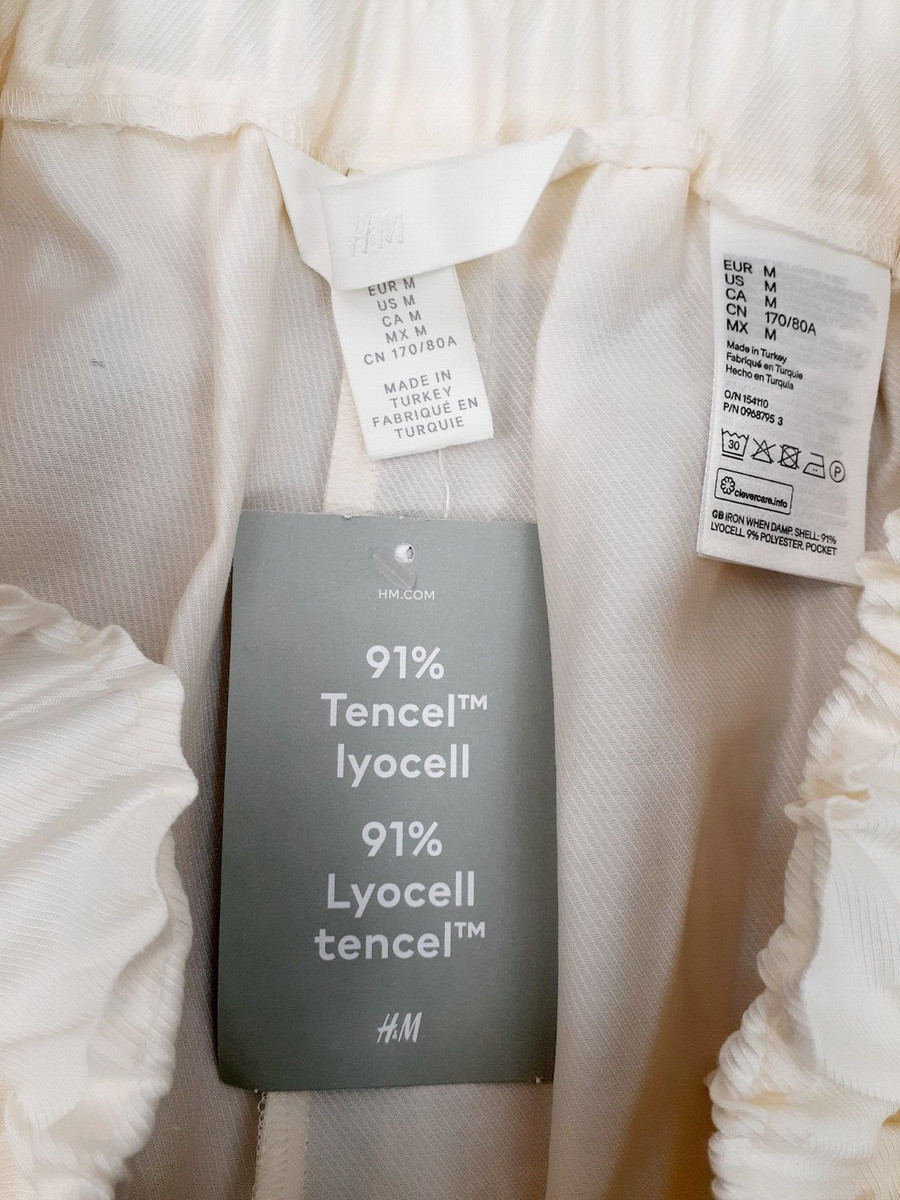 H&M
EUR M
US M
CA M
MX M
CN 170/80A
MADE IN
TURKEY
FABRIQUÉ EN
TURQUIE
EUR M
US M
CA M
CN 170/80A
MX M
Made in Turkey
Fabriqué en Turquie
Hecho en Turquía
O/N 154110
P/N 0968795 3
30 P
clevercare.info
GB IRON WHEN DAMP. SHELL: 91%
LYOCELL, 9% POLYESTER. POCKET
HM.COM
91%
Tencel™
lyocell
91%
Lyocell
tencel™
H&M